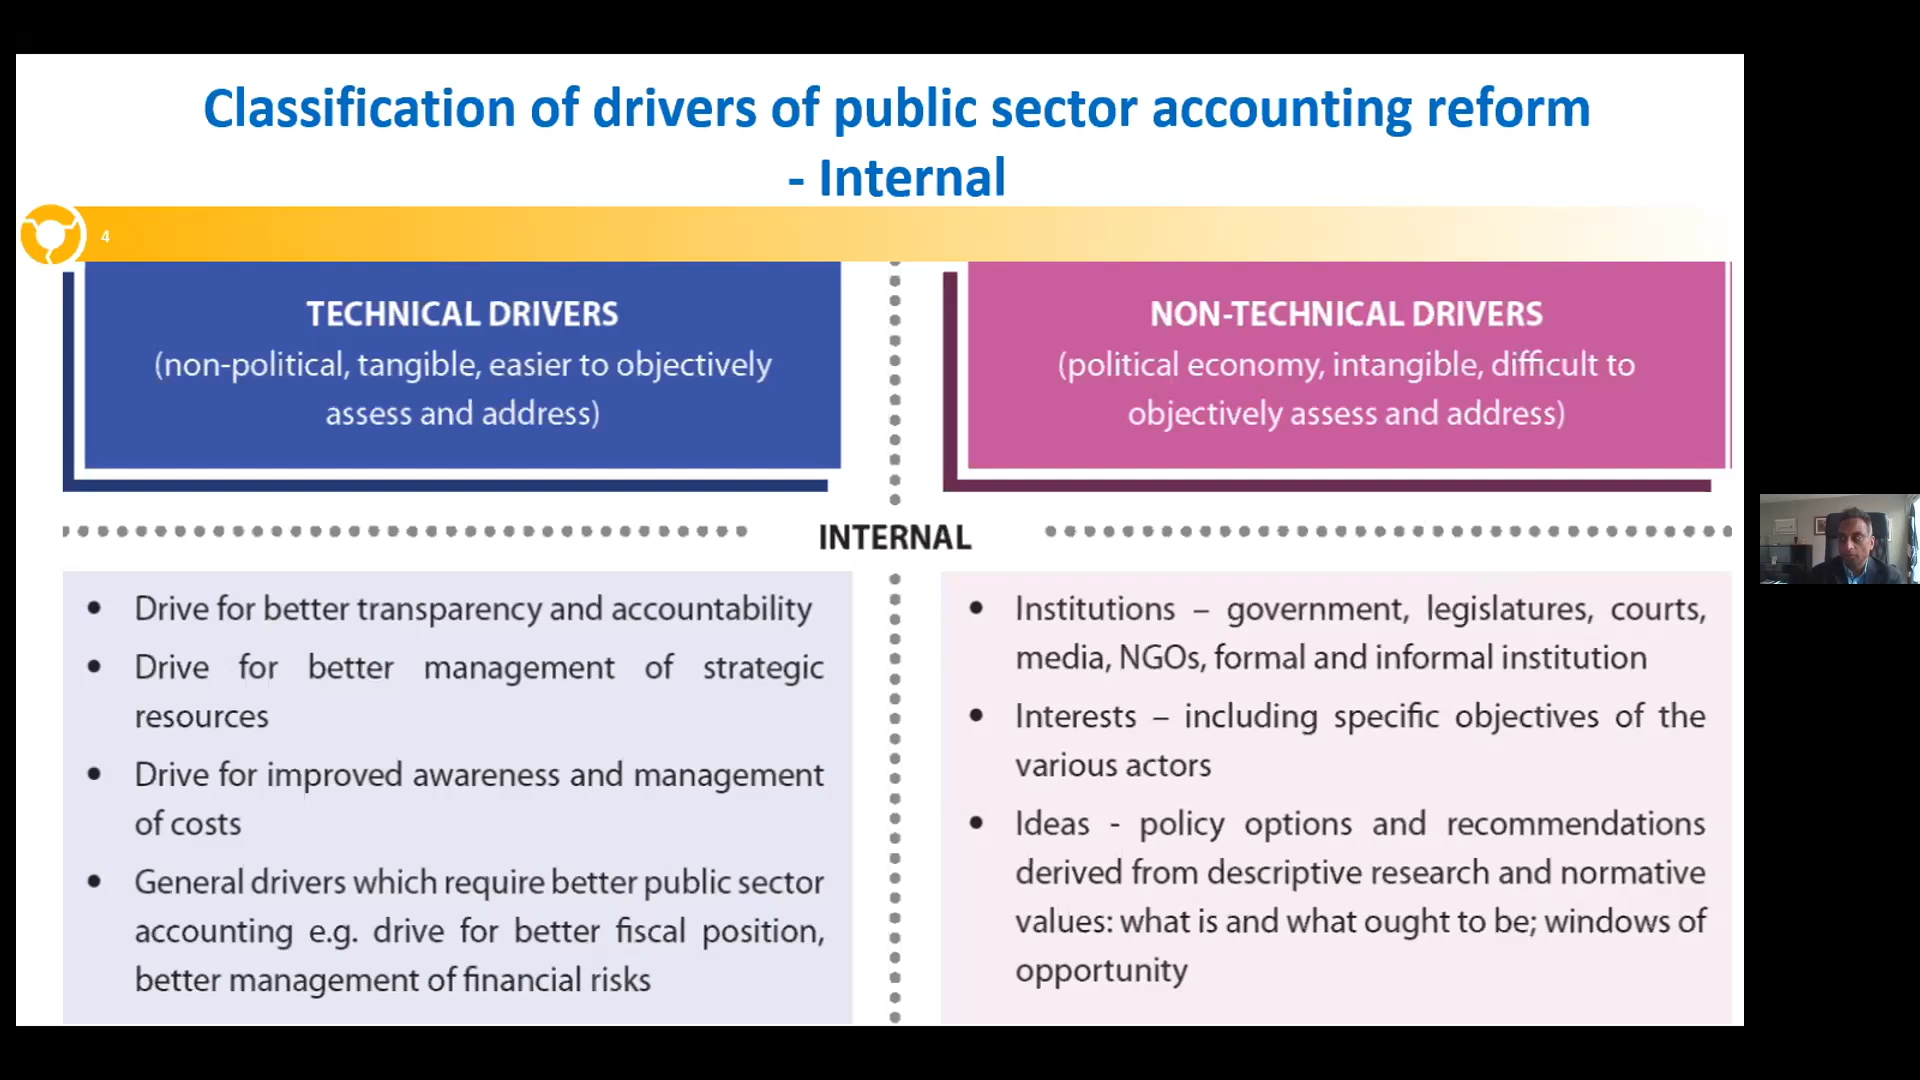 Classification of drivers of public sector accounting reform
- Internal
4
TECHNICAL DRIVERS
(non-political, tangible, easier to objectively
assess and address)
NON-TECHNICAL DRIVERS
(political economy, intangible, difficult to
objectively assess and address)
INTERNAL
• Drive for better transparency and accountability
• Drive for better management of strategic
resources
• Drive for improved awareness and management
of costs
• General drivers which require better public sector
accounting e.g. drive for better fiscal position,
better management of financial risks
• Institutions – government, legislatures, courts,
media, NGOs, formal and informal institution
• Interests – including specific objectives of the
various actors
• Ideas - policy options and recommendations
derived from descriptive research and normative
values: what is and what ought to be; windows of
opportunity